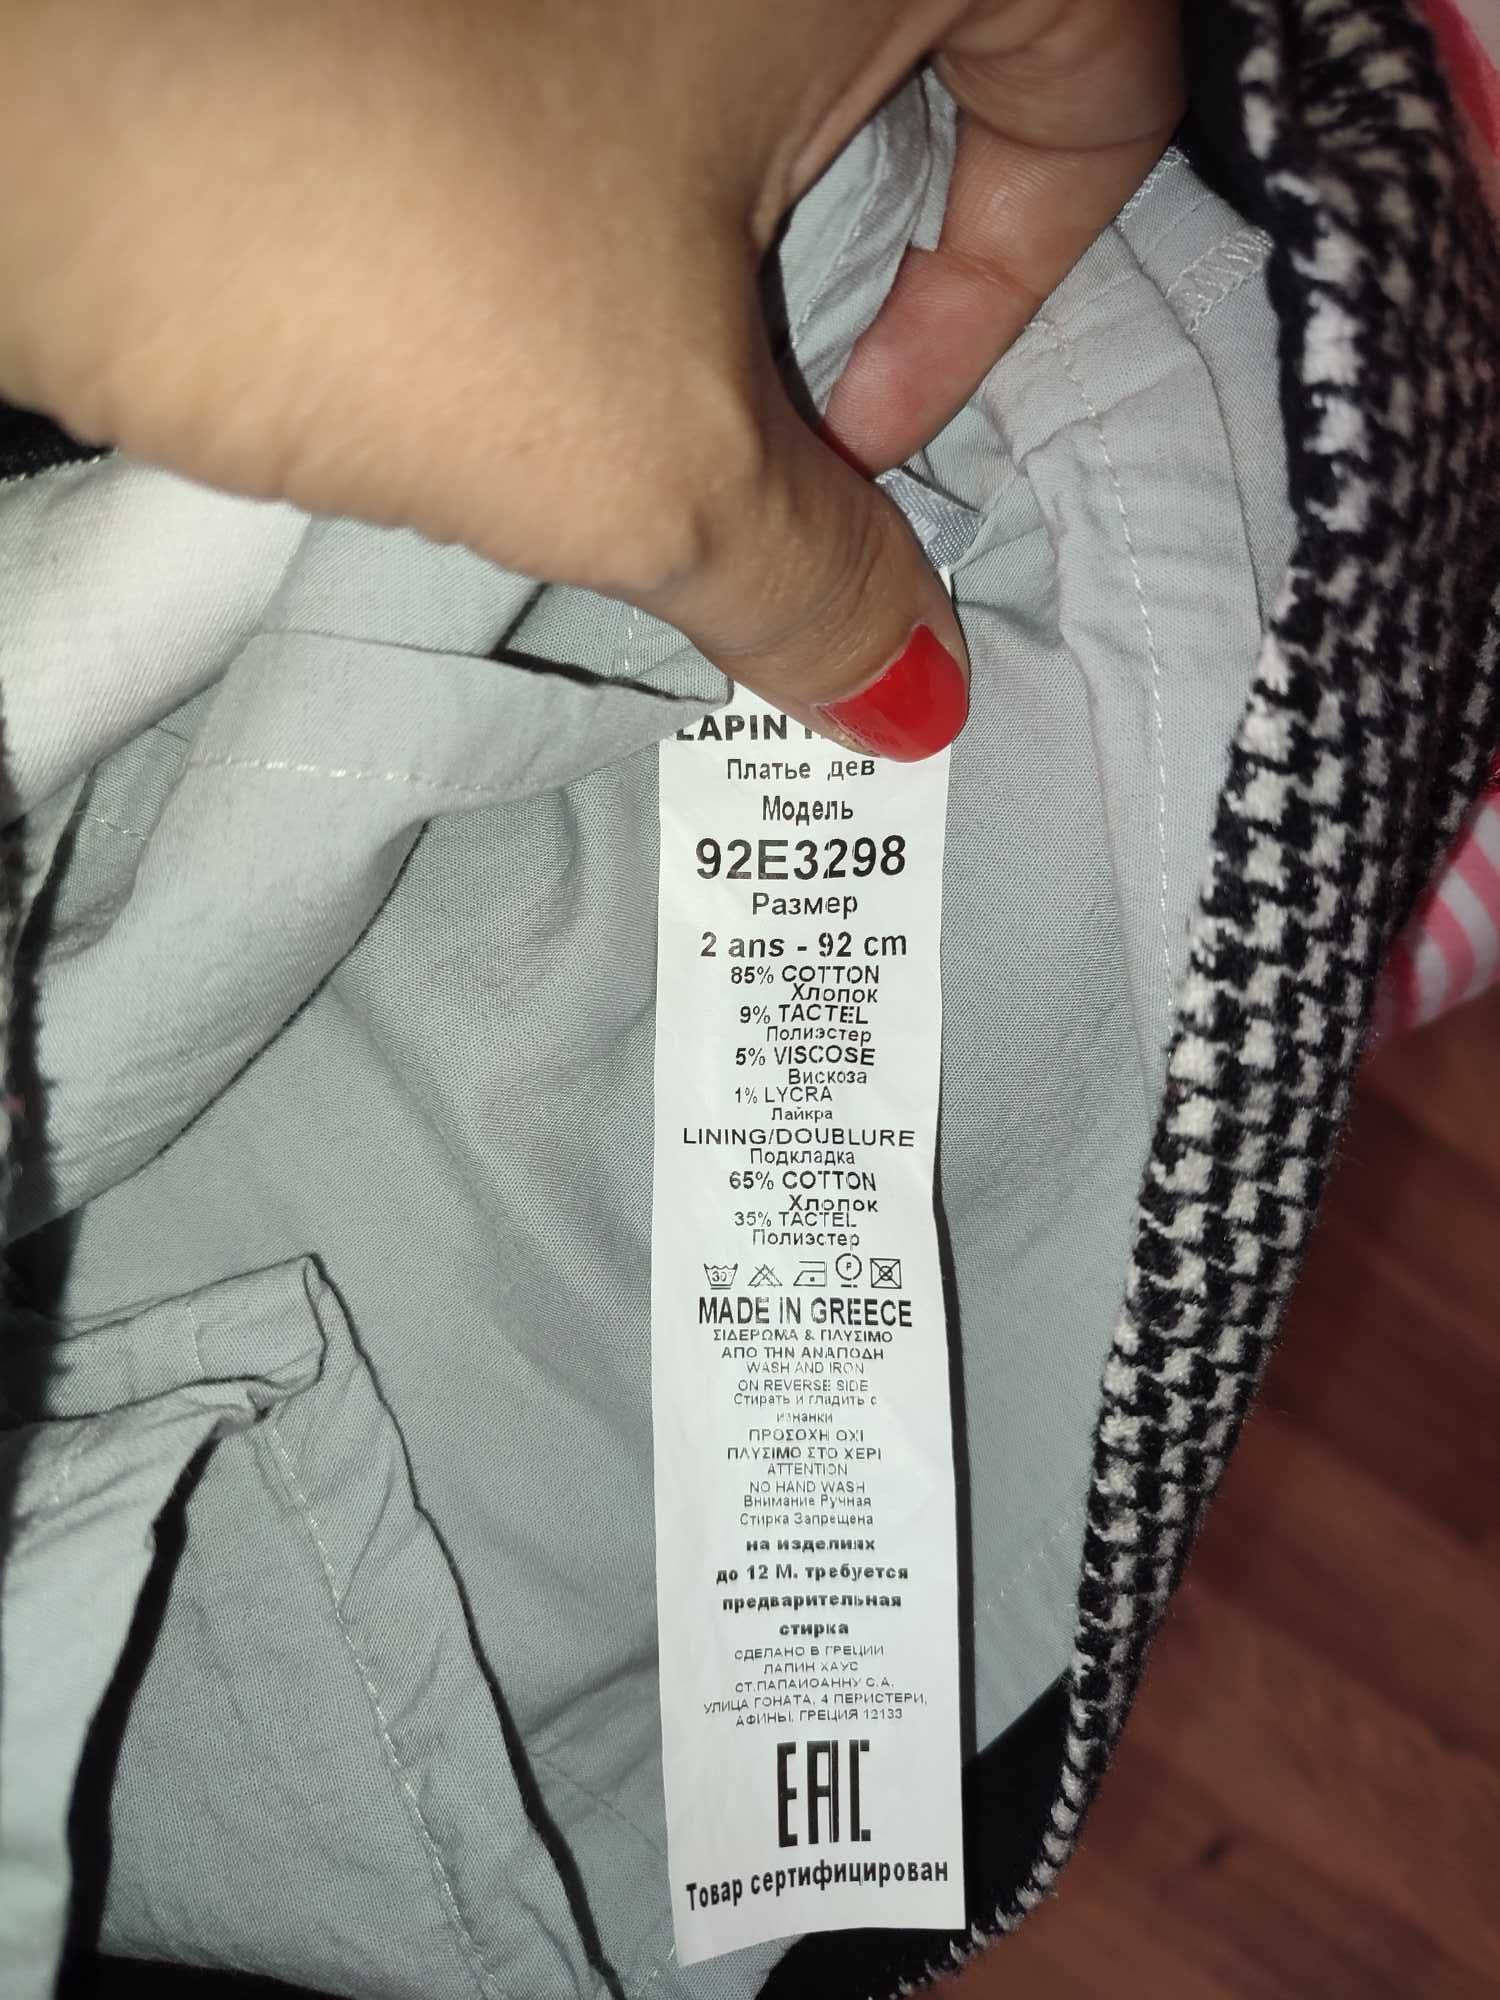 LAPIN
Платье дев
Модель
92E3298
Размер
2 ans - 92 cm
85% COTTON
Хлопок
9% TACTEL
Полиэстер
5% VISCOSE
Вискоза
1% LYCRA
Лайкра
LINING/DOUBLURE
Подкладка
65% COTTON
Хлопок
35% TACTEL
Полиэстер
30 P
MADE IN GREECE
ΣΙΔΕΡΩΜΑ & ΠΛΥΣΙΜΟ
ΑΠΟ ΤΗΝ ΑΝΑΠΟΔΗ
WASH AND IRON
ON REVERSE SIDE
Стирать и гладить с
изнанки
ΠΡΟΣΟΧΗ ΟΧΙ
ΠΛΥΣΙΜΟ ΣΤΟ ΧΕΡΙ
ATTENTION
NO HAND WASH
Внимание Ручная
Стирка Запрещена
на изделиях
до 12 М. требуется
предварительная
стирка
СДЕЛАНО В ГРЕЦИИ
ЛАПИН ХАУС
СТ.ПАПАИОАННУ С.А.
УЛИЦА ГОНАТА, 4 ПЕРИСТЕРИ,
АФИНЫ, ГРЕЦИЯ 12133
EAC
Товар сертифицирован